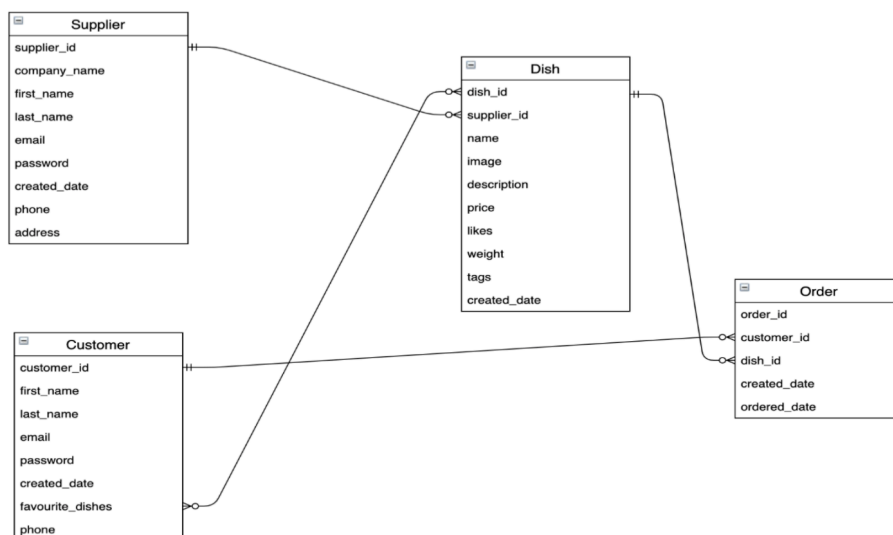 Supplier
supplier_id
company_name
first_name
last_name
email
password
created_date
phone
address
Dish
dish_id
supplier_id
name
image
description
price
likes
weight
tags
created_date
Customer
customer_id
first_name
last_name
email
password
created_date
favourite_dishes
phone
Order
order_id
customer_id
dish_id
created_date
ordered_date